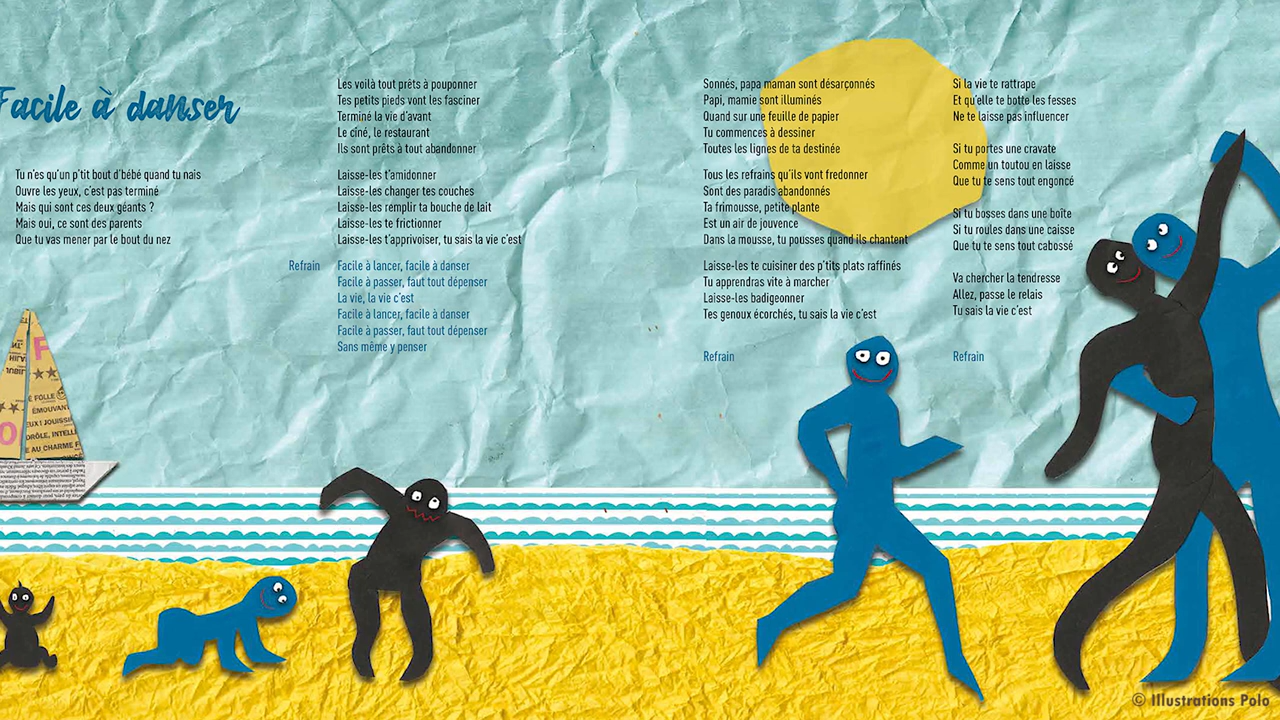 Facile à danser
Tu n'es qu'un p'tit bout d'bébé quand tu nais
Ouvre les yeux, c'est pas terminé
Mais qui sont ces deux géants ?
Mais oui, ce sont des parents
Que tu vas mener par le bout du nez
Les voilà tout prêts à pouponner
Tes petits pieds vont les fasciner
Terminé la vie d'avant
Le ciné, le restaurant
Ils sont prêts à tout abandonner
Laisse-les t'amidonner
Laisse-les changer tes couches
Laisse-les remplir ta bouche de lait
Laisse-les te frictionner
Laisse-les t'apprivoiser, tu sais la vie c'est
Refrain
Facile à lancer, facile à danser
Facile à passer, faut tout dépenser
La vie, la vie c'est
Facile à lancer, facile à danser
Facile à passer, faut tout dépenser
Sans même y penser
Sonnés, papa maman sont désarçonnés
Papi, mamie sont illuminés
Quand sur une feuille de papier
Tu commences à dessiner
Toutes les lignes de ta destinée
Tous les refrains qu'ils vont fredonner
Sont des paradis abandonnés
Ta frimousse, petite plante
Est un air de jouvence
Dans la mousse, tu pousses quand ils chantent
Laisse-les te cuisiner des p'tits plats raffinés
Tu apprendras vite à marcher
Laisse-les badigeonner
Tes genoux écorchés, tu sais la vie c'est
Refrain
Si la vie te rattrape
Et qu'elle te botte les fesses
Ne te laisse pas influencer
Si tu portes une cravate
Comme un toutou en laisse
Que tu te sens tout engoncé
Si tu bosses dans une boîte
Si tu roules dans une caisse
Que tu te sens tout cabossé
Va chercher la tendresse
Allez, passe le relais
Tu sais la vie c'est
Refrain
F
É FOLLE
ÉMOUVAN
EUX ! JOUISSI
DRÔLE, INTELL
E AU CHARME F
© Illustrations Polo